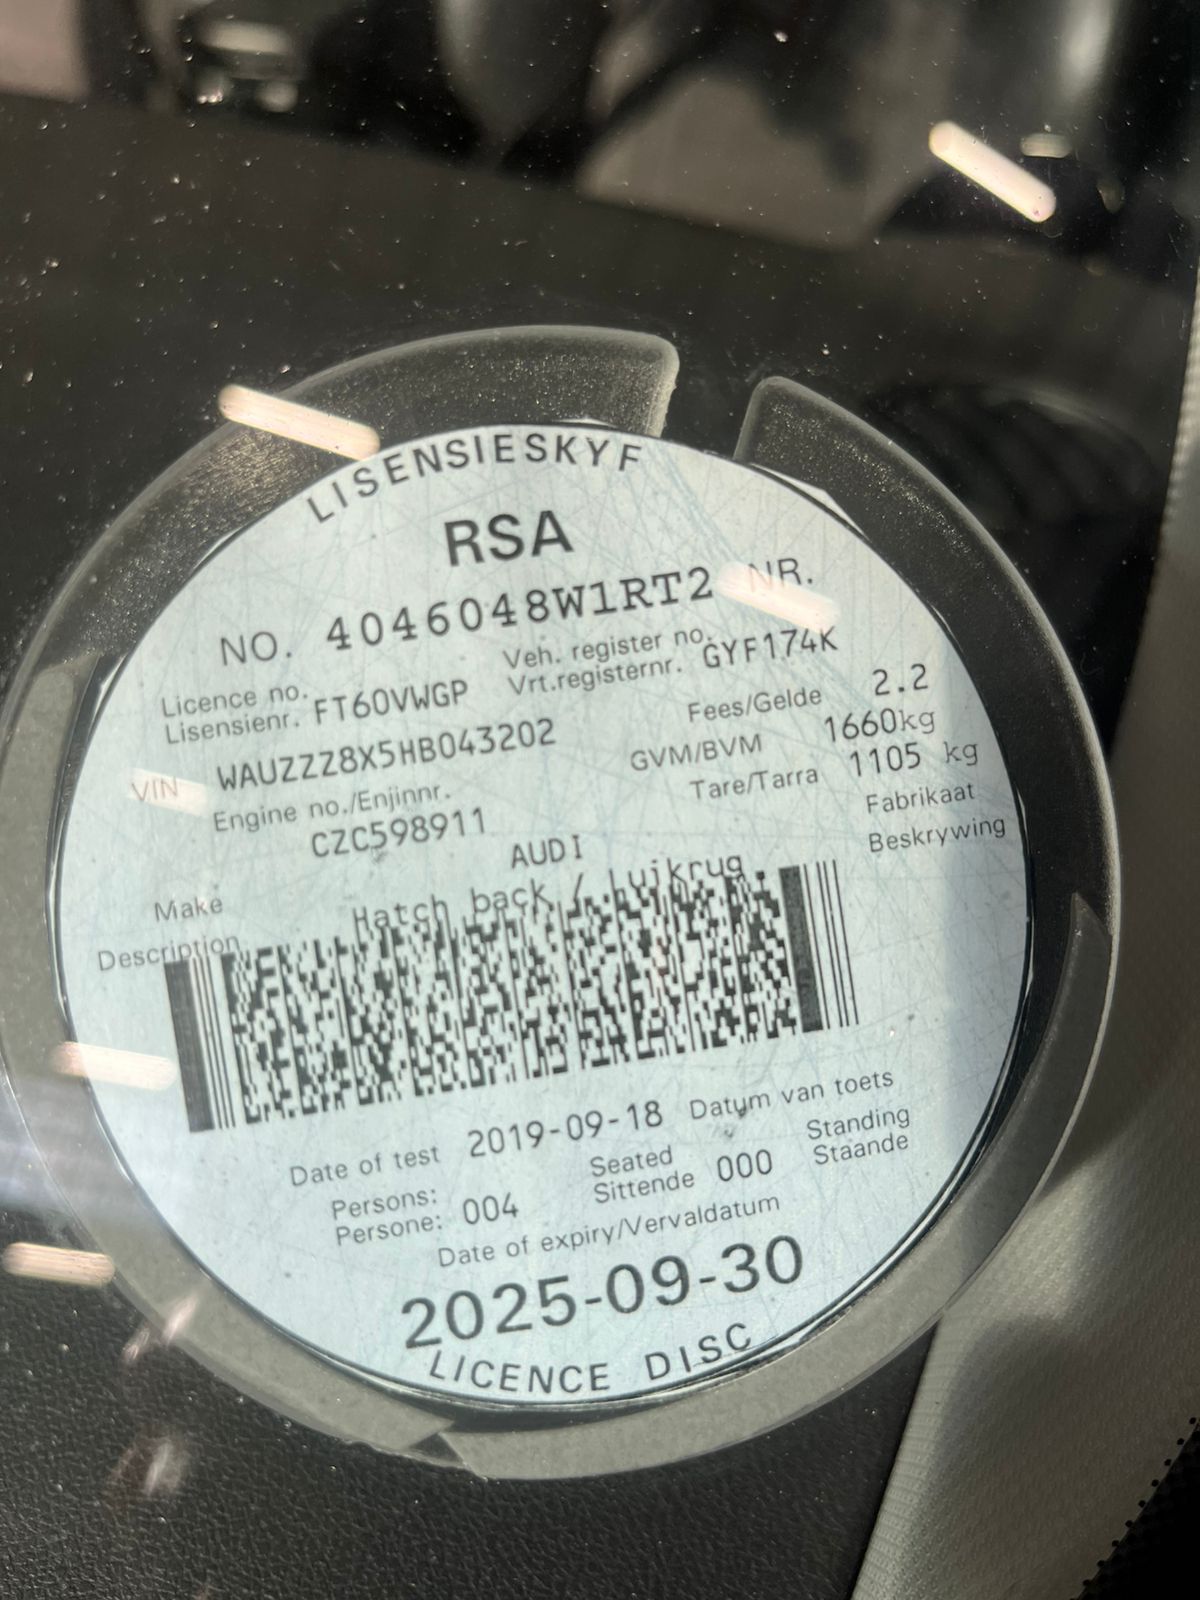 LISENSIESKYF
RSA
NO. 4046048W1RT2 NR.
Licence no. Lisensienr. FT60VWGP Veh. register no. Vrt.registernr. GYF174K
VIN WAUZZZ8X5HB043202 Fees/Gelde 2.2
Engine no./Enjinnr. GVM/BVM 1660kg
CZC598911 Tare/Tarra 1105 kg
Make AUDI Fabrikaat
Description Hatch back / Luikrug Beskrywing
Date of test 2019-09-18 Datum van toets
Persons: Persone: 004 Seated Sittende 000 Standing Staande
Date of expiry/Vervaldatum
2025-09-30
LICENCE DISC